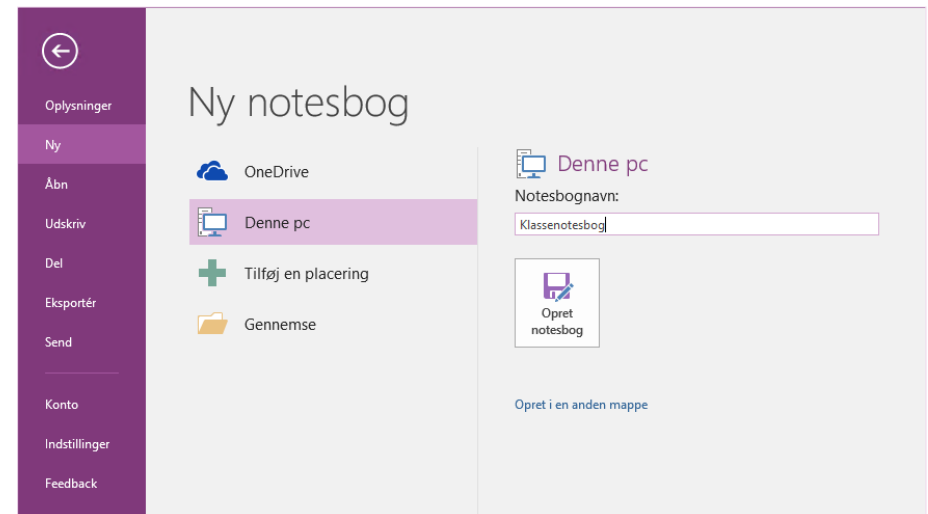 Oplysninger
Ny
Åbn
Udskriv
Del
Eksportér
Send
Konto
Indstillinger
Feedback
Ny notesbog
OneDrive
Denne pc
Tilføj en placering
Gennemse
Denne pc
Notesbognavn:
Klassenotesbog
Opret
notesbog
Opret i en anden mappe